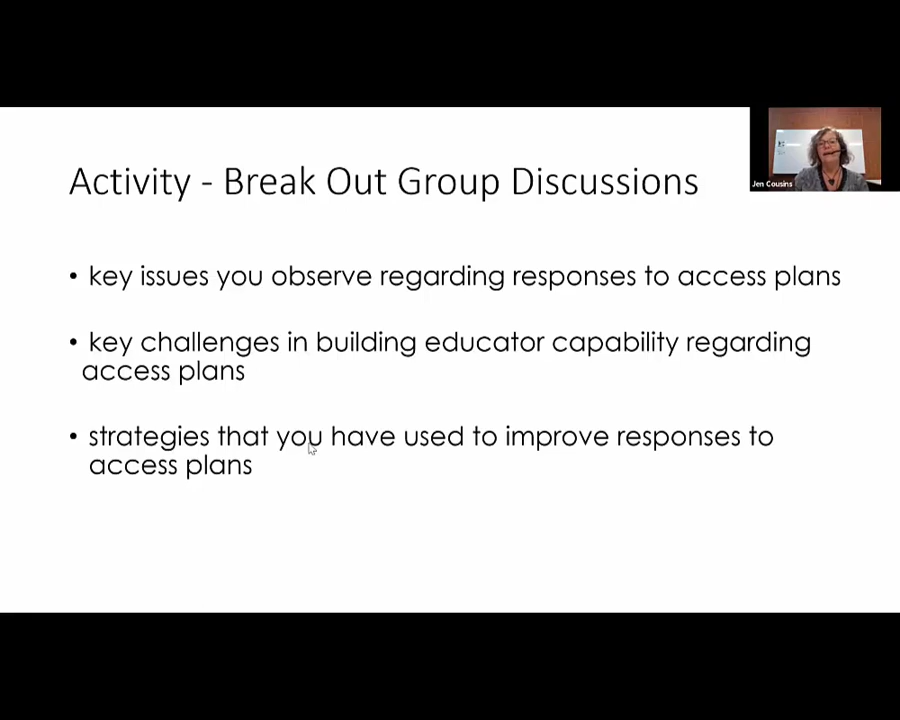 Activity - Break Out Group Discussions
Jen Cousins
• key issues you observe regarding responses to access plans
• key challenges in building educator capability regarding
access plans
• strategies that you have used to improve responses to
access plans